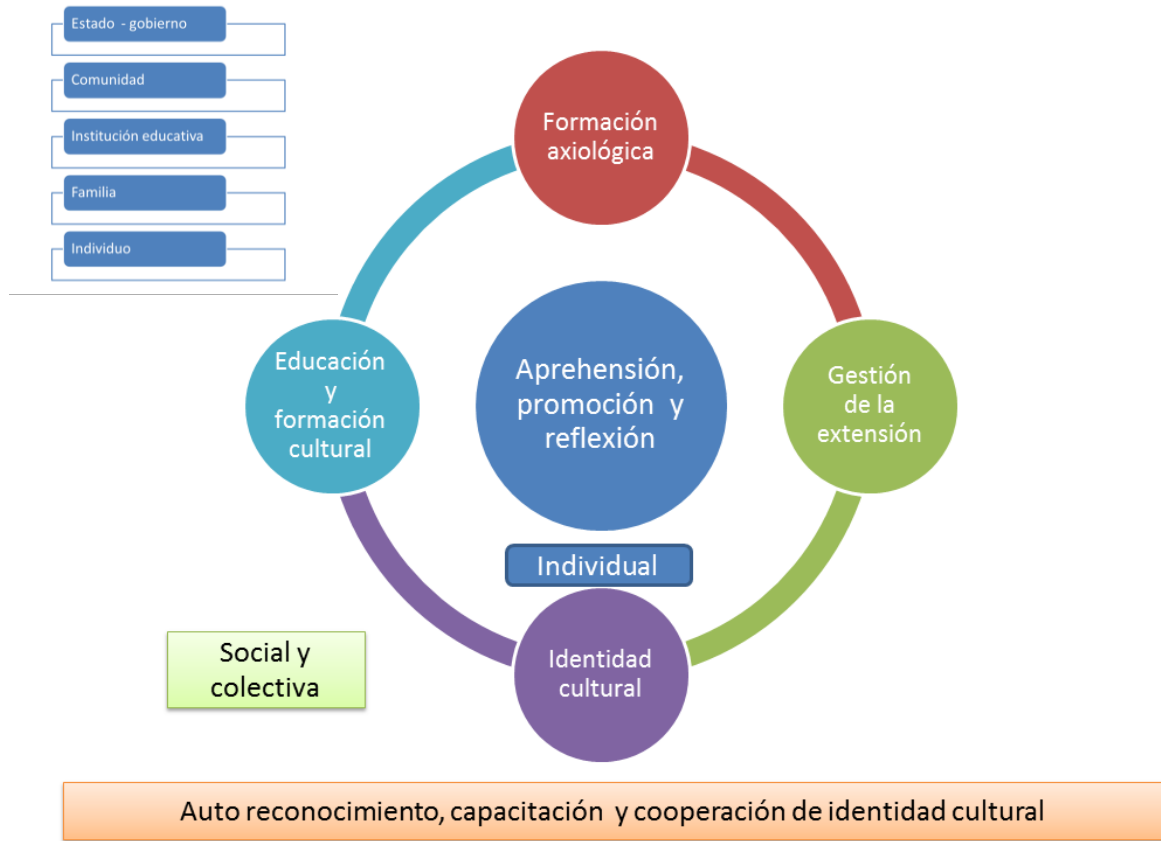 Estado - gobierno
Comunidad
Institución educativa
Familia
Individuo
Formación
axiológica
Educación
y
formación
cultural
Aprehensión,
promoción y
reflexión
Gestión
de la
extensión
Individual
Identidad
cultural
Social y
colectiva
Auto reconocimiento, capacitación y cooperación de identidad cultural